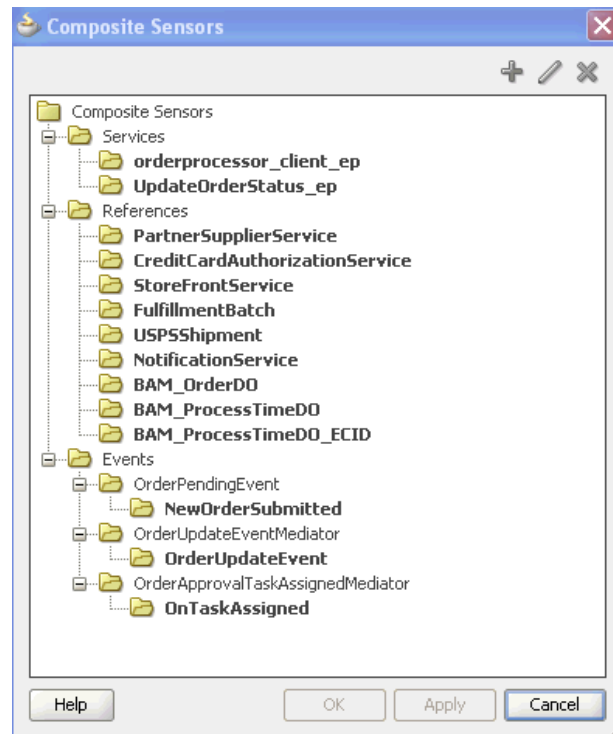 Composite Sensors
Composite Sensors
Services
orderprocessor_client_ep
UpdateOrderStatus_ep
References
PartnerSupplierService
CreditCardAuthorizationService
StoreFrontService
FulfillmentBatch
USPSShipment
NotificationService
BAM_OrderDO
BAM_ProcessTimeDO
BAM_ProcessTimeDO_ECID
Events
OrderPendingEvent
NewOrderSubmitted
OrderUpdateEventMediator
OrderUpdateEvent
OrderApprovalTaskAssignedMediator
OnTaskAssigned
Help OK Apply Cancel